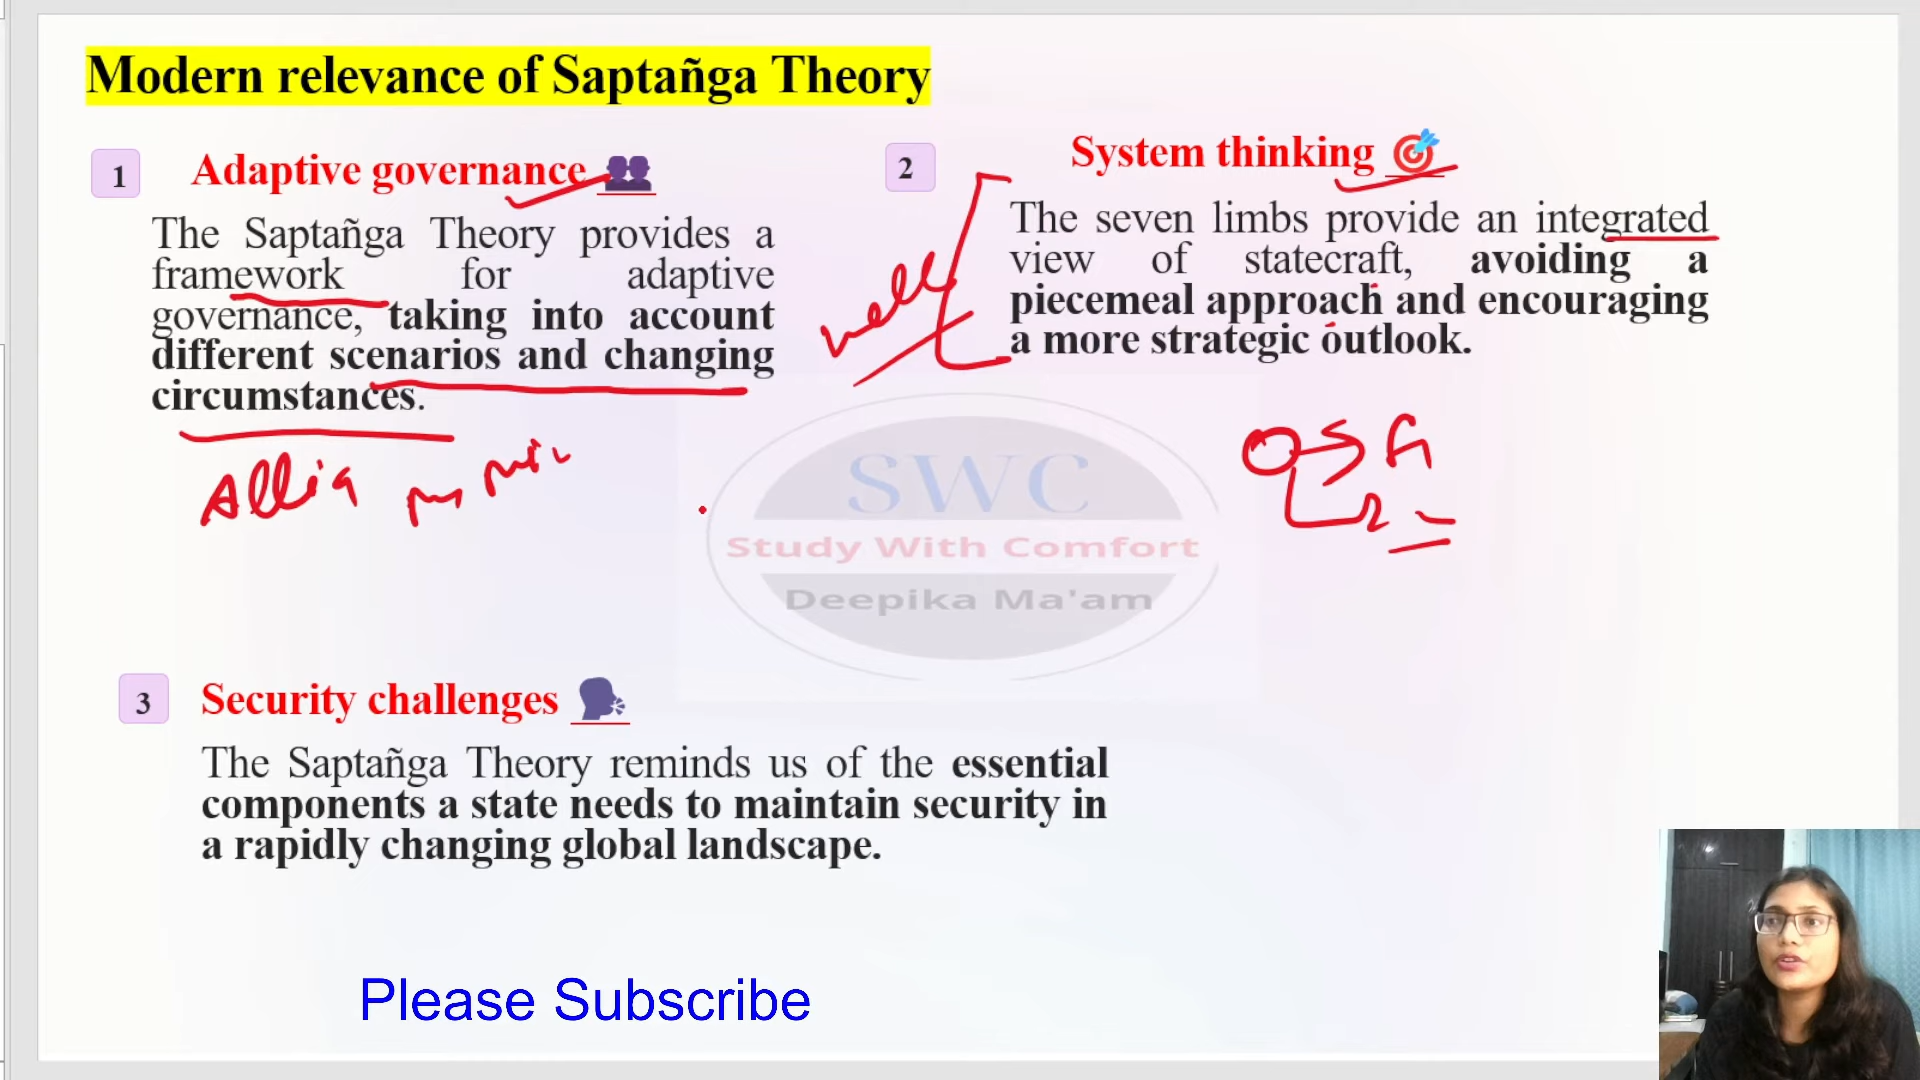 Modern relevance of Saptañga Theory
1
Adaptive governance
The Saptañga Theory provides a
framework for adaptive
governance, taking into account
different scenarios and changing
circumstances.
2
System thinking
The seven limbs provide an integrated
view of statecraft, avoiding a
piecemeal approach and encouraging
a more strategic outlook.
SWC
Study With Comfort
Deepika Ma'am
3
Security challenges
The Saptañga Theory reminds us of the essential
components a state needs to maintain security in
a rapidly changing global landscape.
Please Subscribe